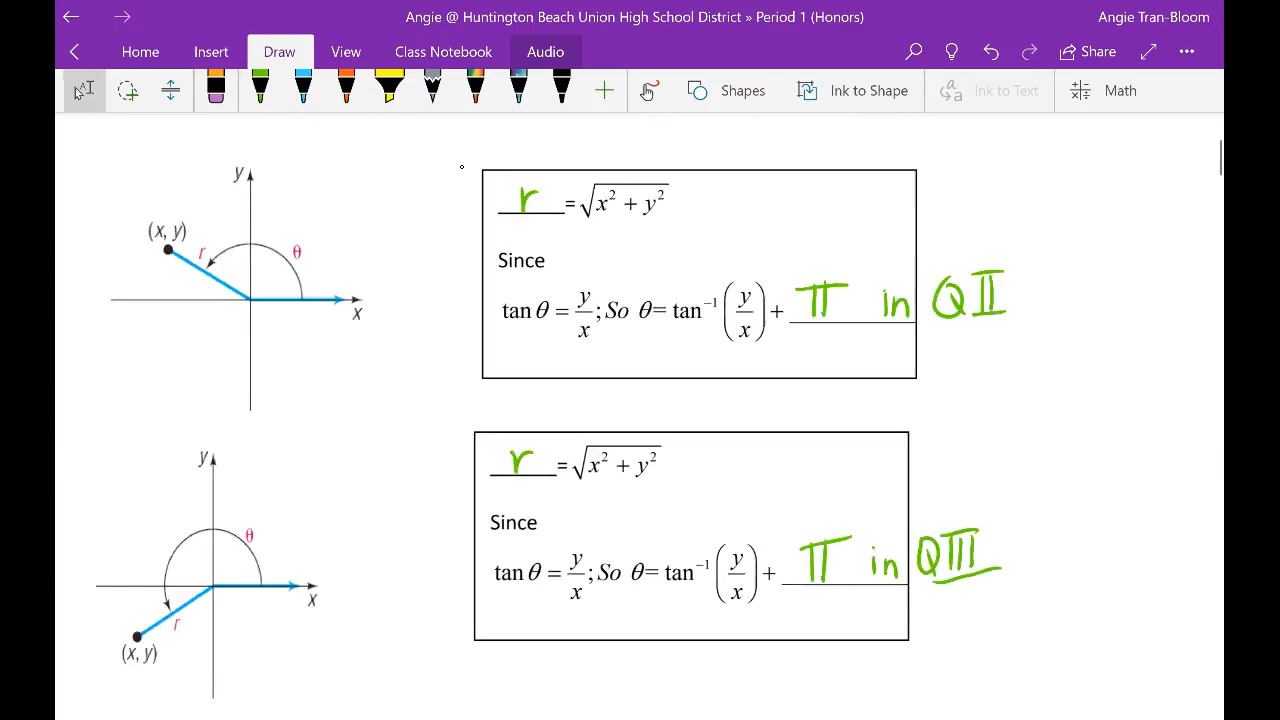 Angie @ Huntington Beach Union High School District » Period 1 (Honors)
Angie Tran-Bloom
Home Insert Draw View Class Notebook Audio
Share
Shapes Ink to Shape Ink to Text Math
y
(x, y)
r
θ
x
r = √x² + y²
Since
tan θ = y/x; So θ = tan⁻¹(y/x) + π in QII
y
θ
x
r
(x, y)
r = √x² + y²
Since
tan θ = y/x; So θ = tan⁻¹(y/x) + π in QIII